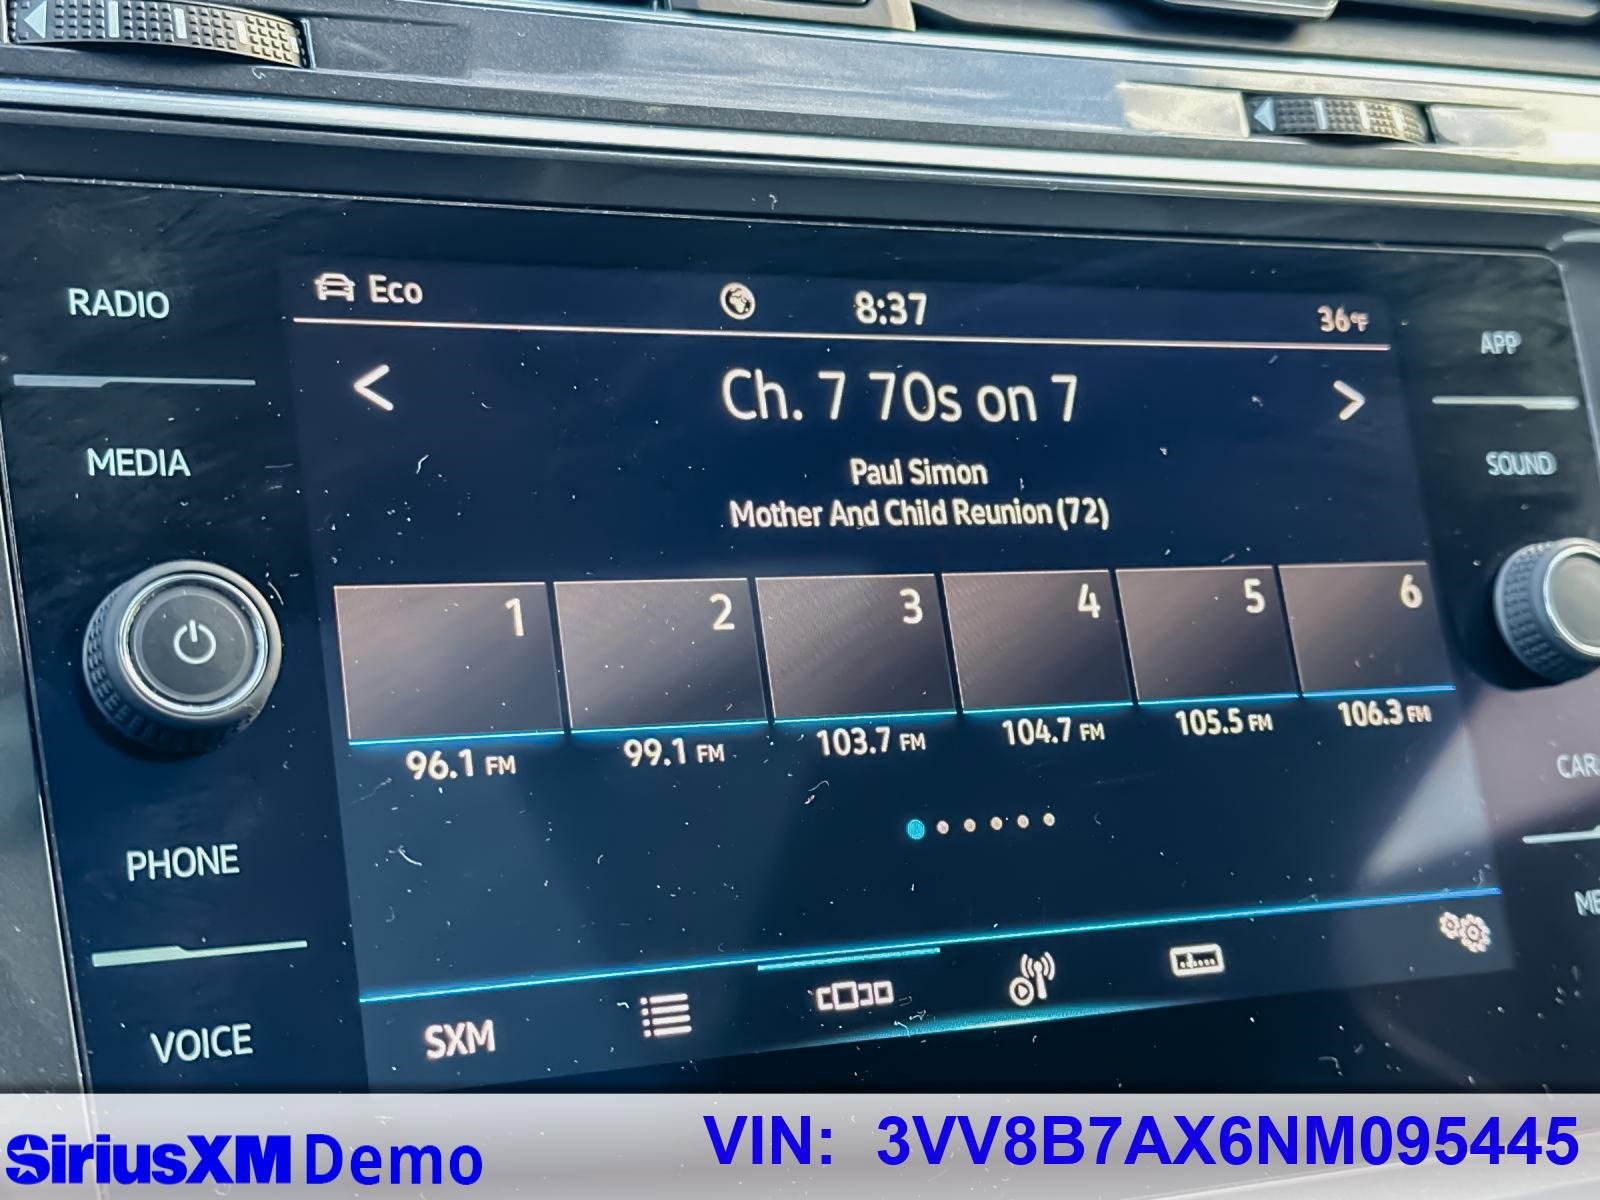 RADIO
MEDIA
PHONE
VOICE
Eco
8:37
36°F
Ch. 7 70s on 7
Paul Simon
Mother And Child Reunion (72)
1 2 3 4 5 6
96.1 FM 99.1 FM 103.7 FM 104.7 FM 105.5 FM 106.3 FM
SXM
APP
SOUND
CAR
ME
SiriusXM Demo
VIN: 3VV8B7AX6NM095445